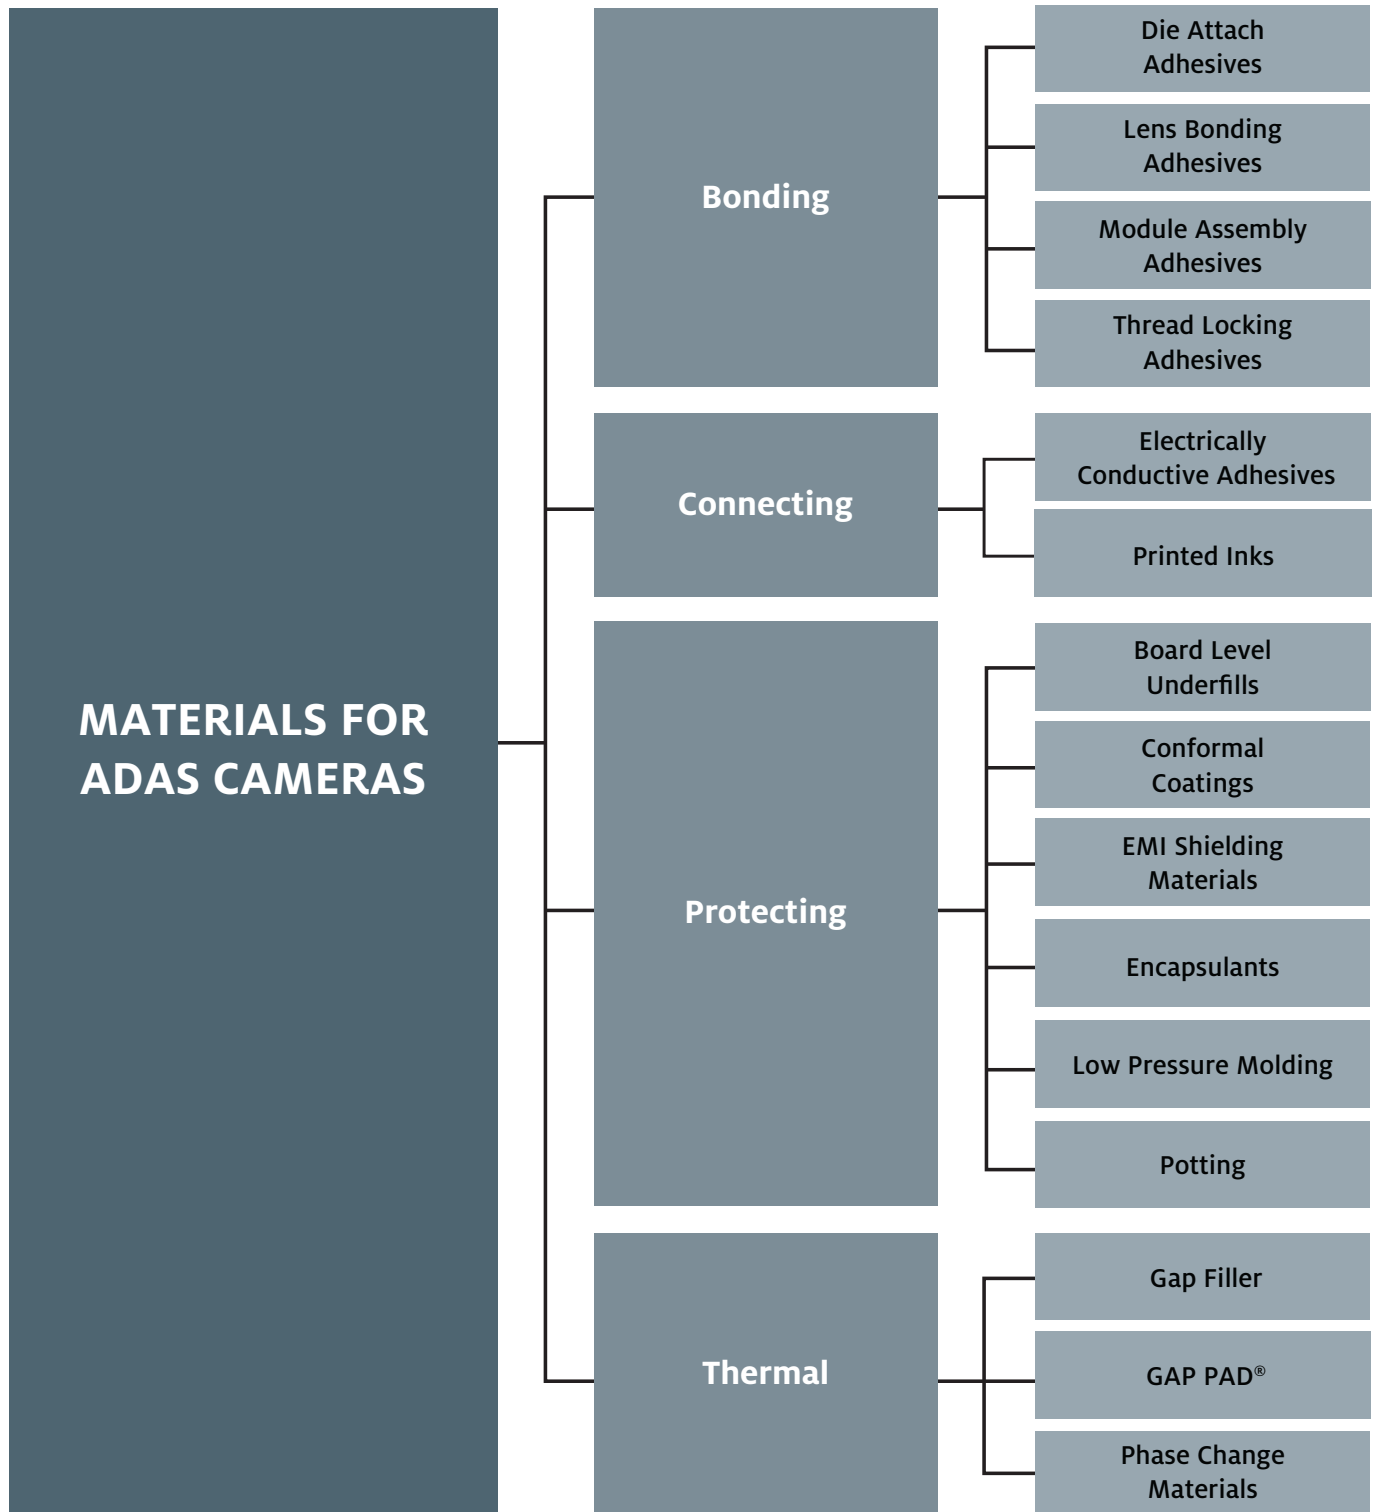 MATERIALS FOR
ADAS CAMERAS
Bonding
Die Attach
Adhesives
Lens Bonding
Adhesives
Module Assembly
Adhesives
Thread Locking
Adhesives
Connecting
Electrically
Conductive Adhesives
Printed Inks
Protecting
Board Level
Underfills
Conformal
Coatings
EMI Shielding
Materials
Encapsulants
Low Pressure Molding
Potting
Thermal
Gap Filler
GAP PAD®
Phase Change
Materials